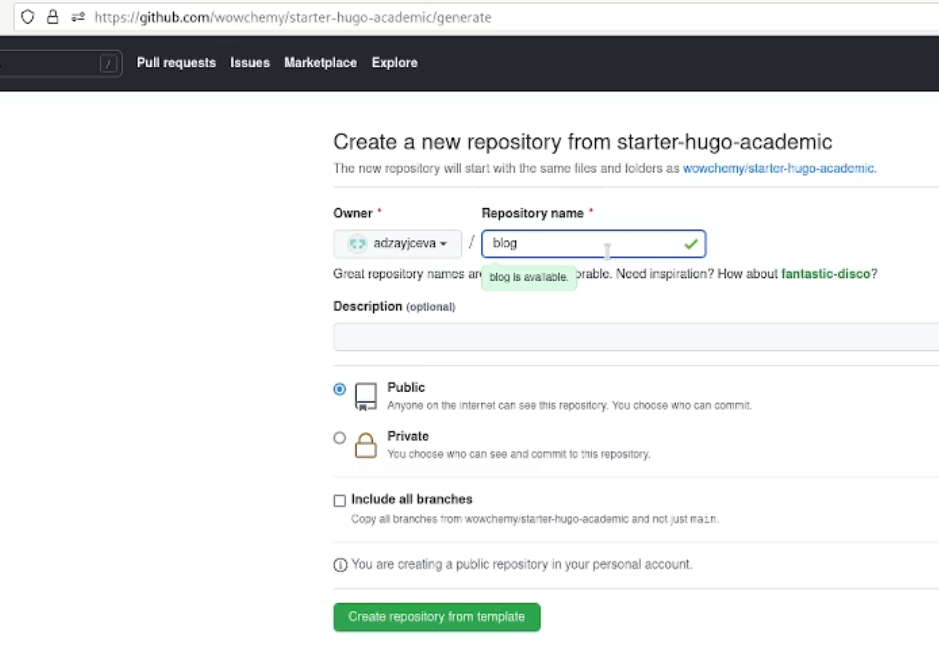 https://github.com/wowchemy/starter-hugo-academic/generate
/ Pull requests Issues Marketplace Explore
Create a new repository from starter-hugo-academic
The new repository will start with the same files and folders as wowchemy/starter-hugo-academic.
Owner * Repository name *
adzayjceva / blog
Great repository names are orable. Need inspiration? How about fantastic-disco?
blog is available.
Description (optional)
Public
Anyone on the internet can see this repository. You choose who can commit.
Private
You choose who can see and commit to this repository.
Include all branches
Copy all branches from wowchemy/starter-hugo-academic and not just main.
You are creating a public repository in your personal account.
Create repository from template